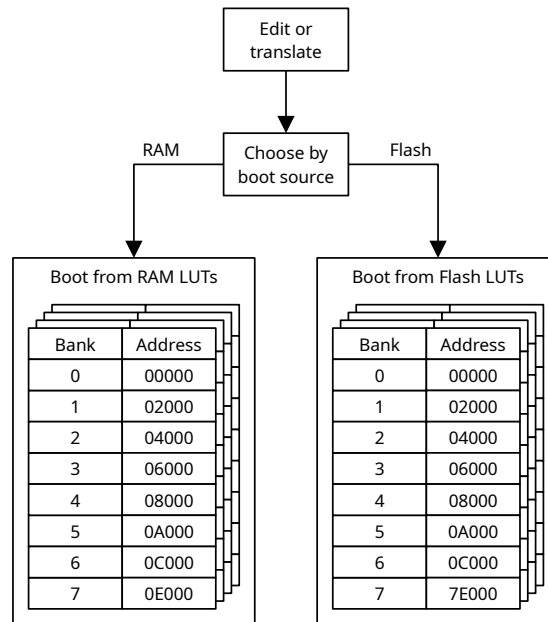 Edit or
translate
RAM
Choose by
boot source
Flash
Boot from RAM LUTs
Bank Address
0 00000
1 02000
2 04000
3 06000
4 08000
5 0A000
6 0C000
7 0E000
Boot from Flash LUTs
Bank Address
0 00000
1 02000
2 04000
3 06000
4 08000
5 0A000
6 0C000
7 7E000